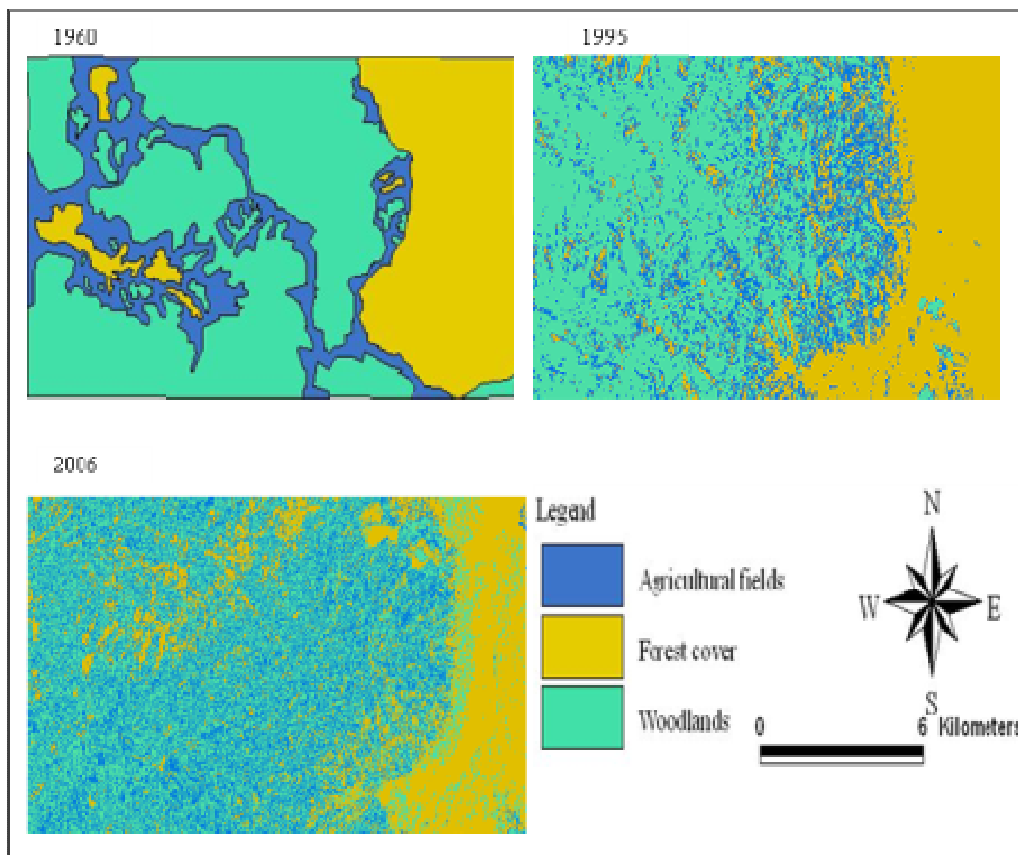 1960
1995
2006
Legend
Agricultural fields
Forest cover
Woodlands
N
W E
S
0 6 Kilometers